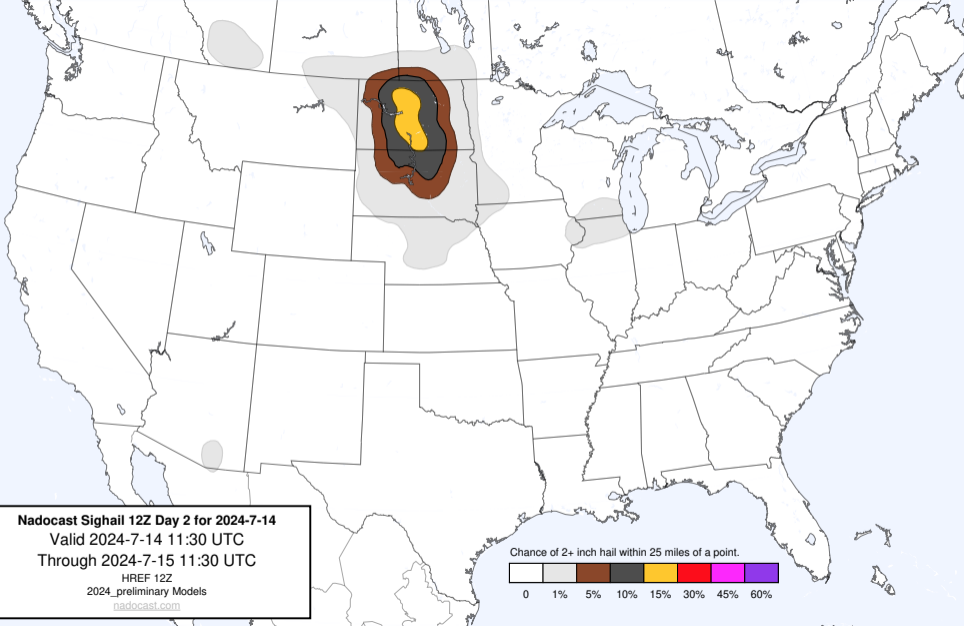 Nadocast Sighail 12Z Day 2 for 2024-7-14
Valid 2024-7-14 11:30 UTC
Through 2024-7-15 11:30 UTC
HREF 12Z
2024_preliminary Models
nadocast.com
Chance of 2+ inch hail within 25 miles of a point.
0 1% 5% 10% 15% 30% 45% 60%